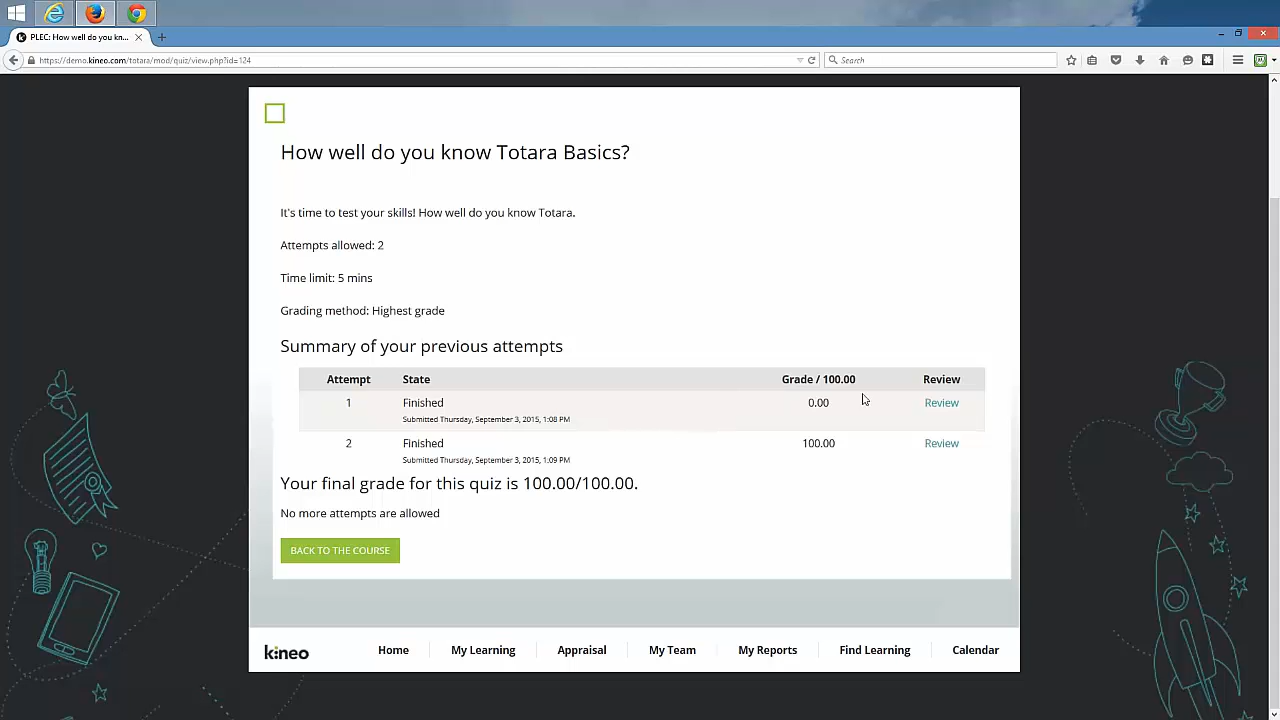 PLEC: How well do you kn...
https://demo.kineo.com/totara/mod/quiz/view.php?id=124
Search
How well do you know Totara Basics?
It's time to test your skills! How well do you know Totara.
Attempts allowed: 2
Time limit: 5 mins
Grading method: Highest grade
Summary of your previous attempts
Attempt State Grade / 100.00 Review
1 Finished 0.00 Review
Submitted Thursday, September 3, 2015, 1:08 PM
2 Finished 100.00 Review
Submitted Thursday, September 3, 2015, 1:09 PM
Your final grade for this quiz is 100.00/100.00.
No more attempts are allowed
BACK TO THE COURSE
kineo Home My Learning Appraisal My Team My Reports Find Learning Calendar